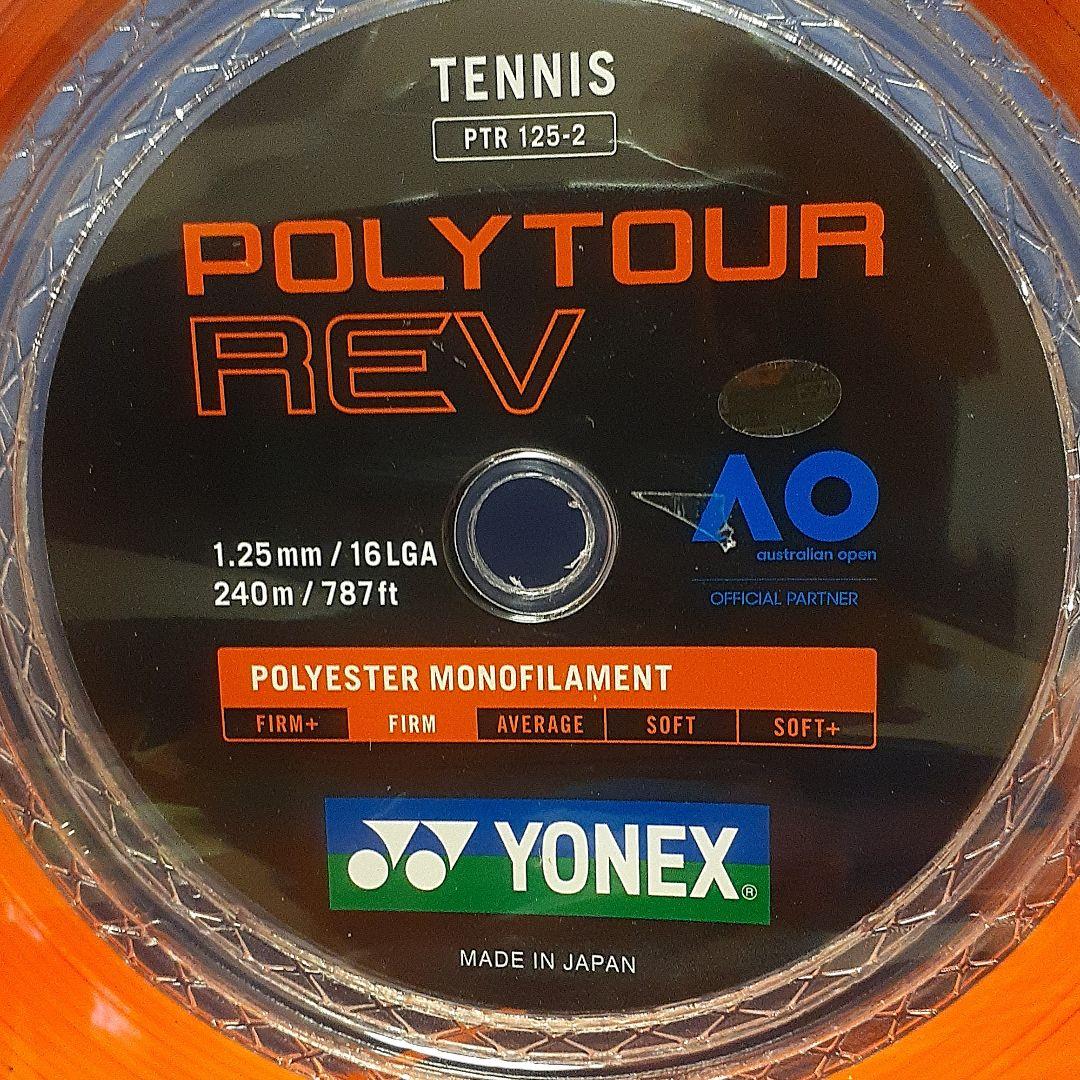 TENNIS
PTR 125-2
POLYTOUR
REV
AO
australian open
OFFICIAL PARTNER
1.25mm / 16LGA
240m / 787ft
POLYESTER MONOFILAMENT
FIRM+ FIRM AVERAGE SOFT SOFT+
YONEX®
MADE IN JAPAN